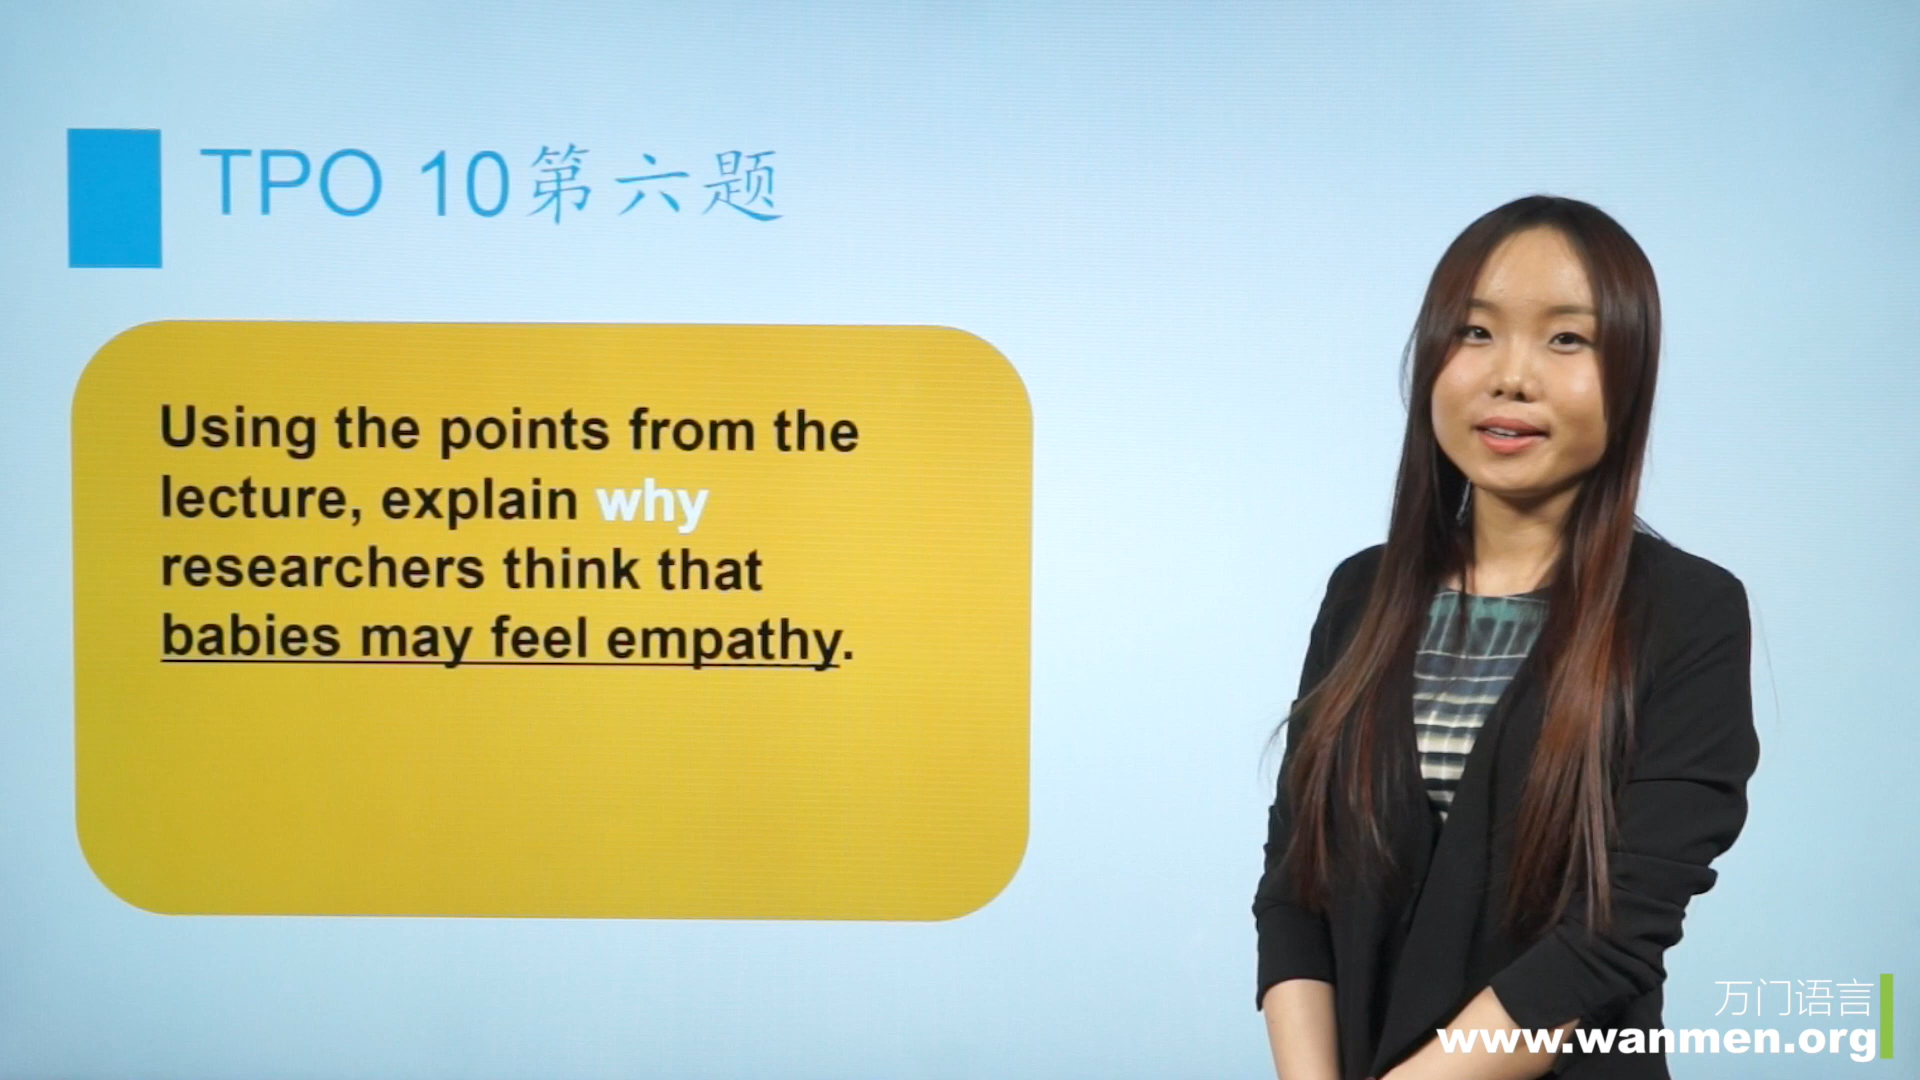 TPO 10第六题
Using the points from the
lecture, explain why
researchers think that
babies may feel empathy.
万门语言
www.wanmen.org